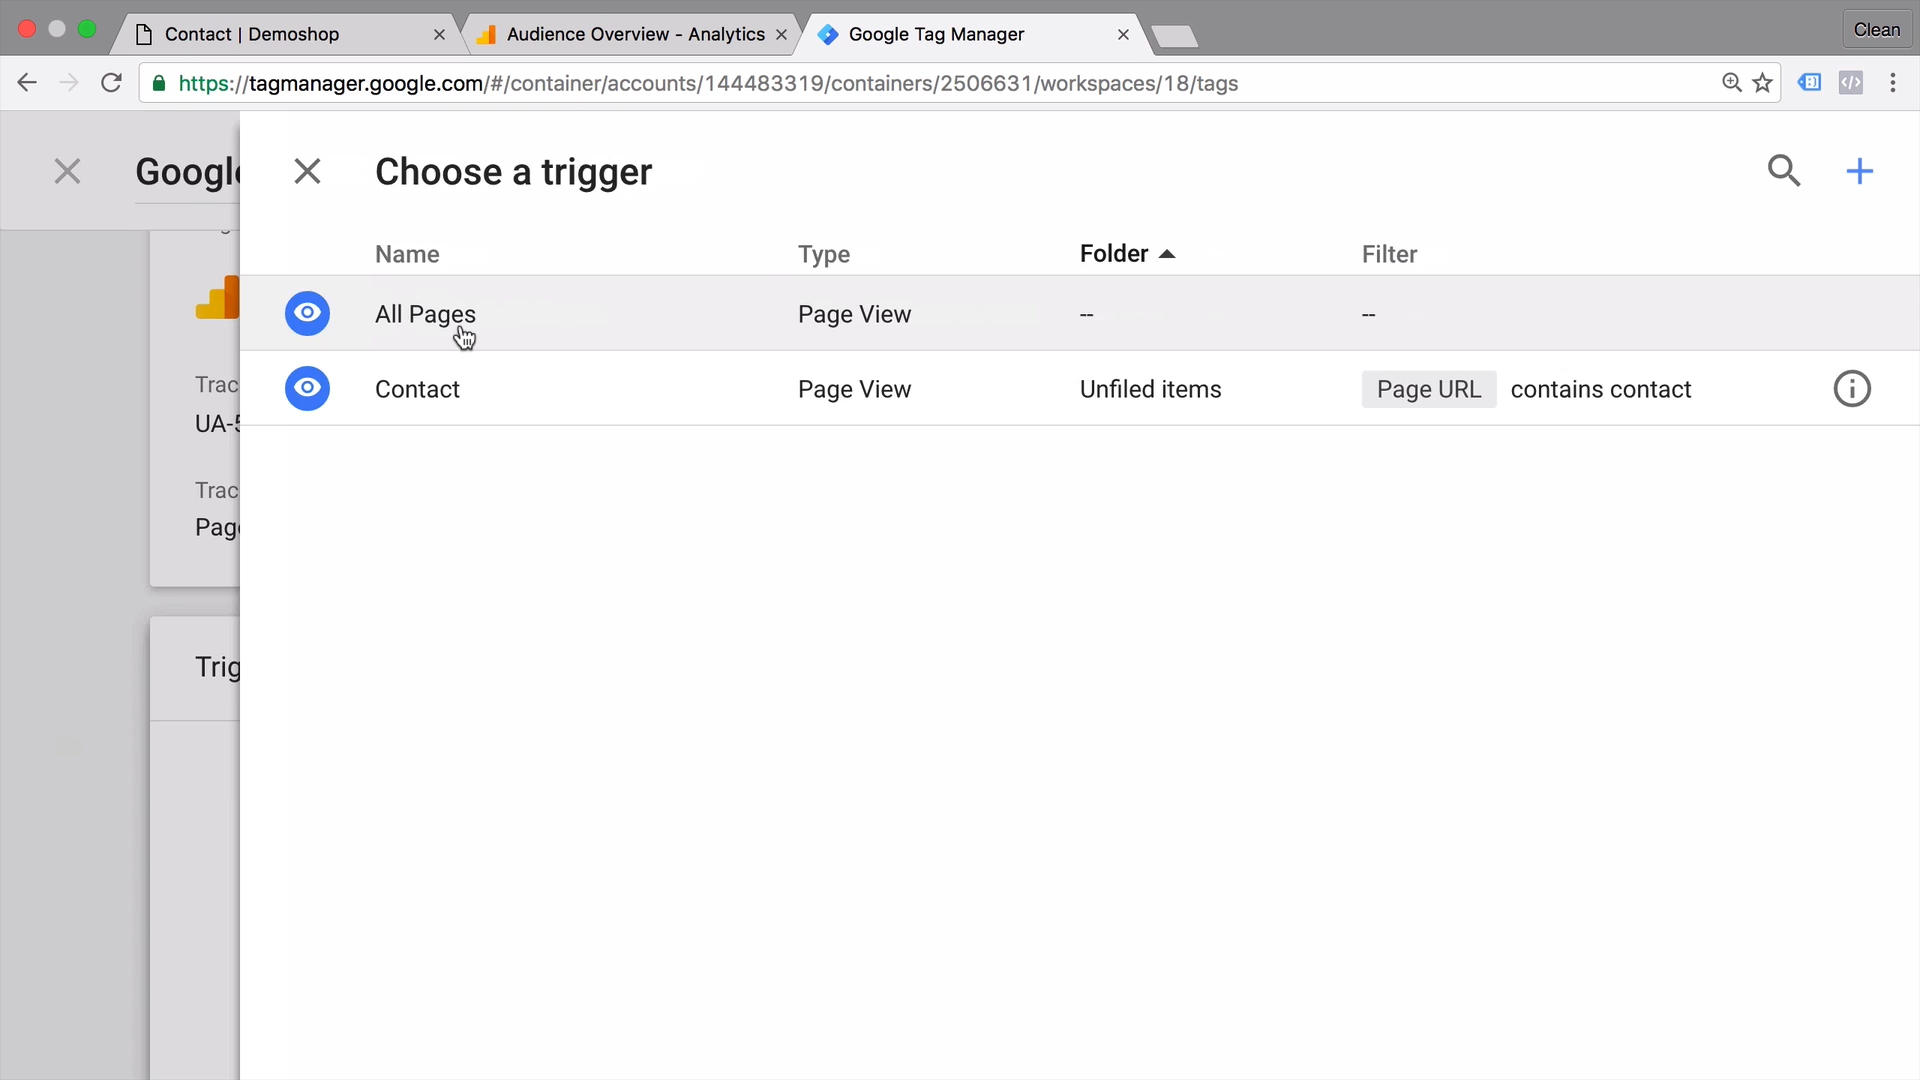 Contact | Demoshop
Audience Overview - Analytics
Google Tag Manager
Clean
https://tagmanager.google.com/#/container/accounts/144483319/containers/2506631/workspaces/18/tags
Choose a trigger
Name Type Folder Filter
All Pages Page View -- --
Contact Page View Unfiled items Page URL contains contact
Trac
UA-5
Trac
Page
Trig